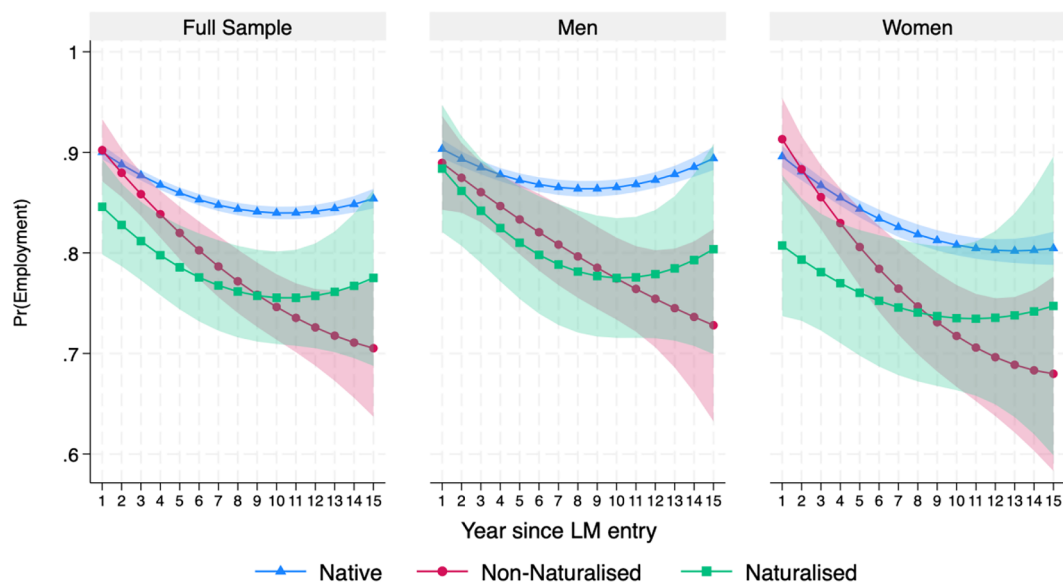 Full Sample
Men
Women
Pr(Employment)
1
.9
.8
.7
.6
1 2 3 4 5 6 7 8 9 10 11 12 13 14 15
1 2 3 4 5 6 7 8 9 10 11 12 13 14 15
1 2 3 4 5 6 7 8 9 10 11 12 13 14 15
Year since LM entry
Native
Non-Naturalised
Naturalised